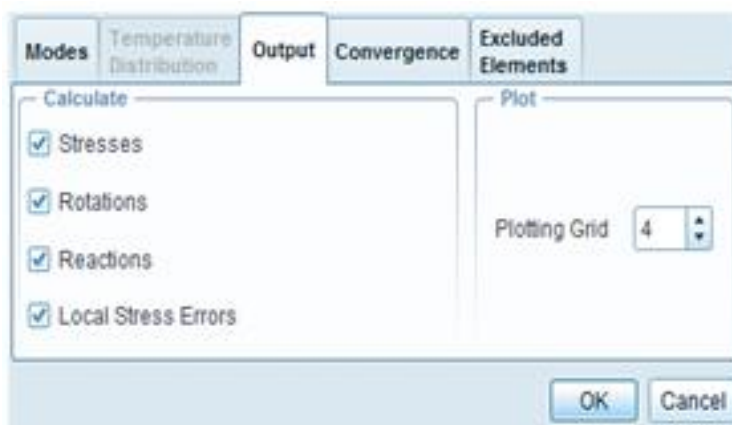 Modes
Temperature
Distribution
Output
Convergence
Excluded
Elements
Calculate
Stresses
Rotations
Reactions
Local Stress Errors
Plot
Plotting Grid
4
OK
Cancel